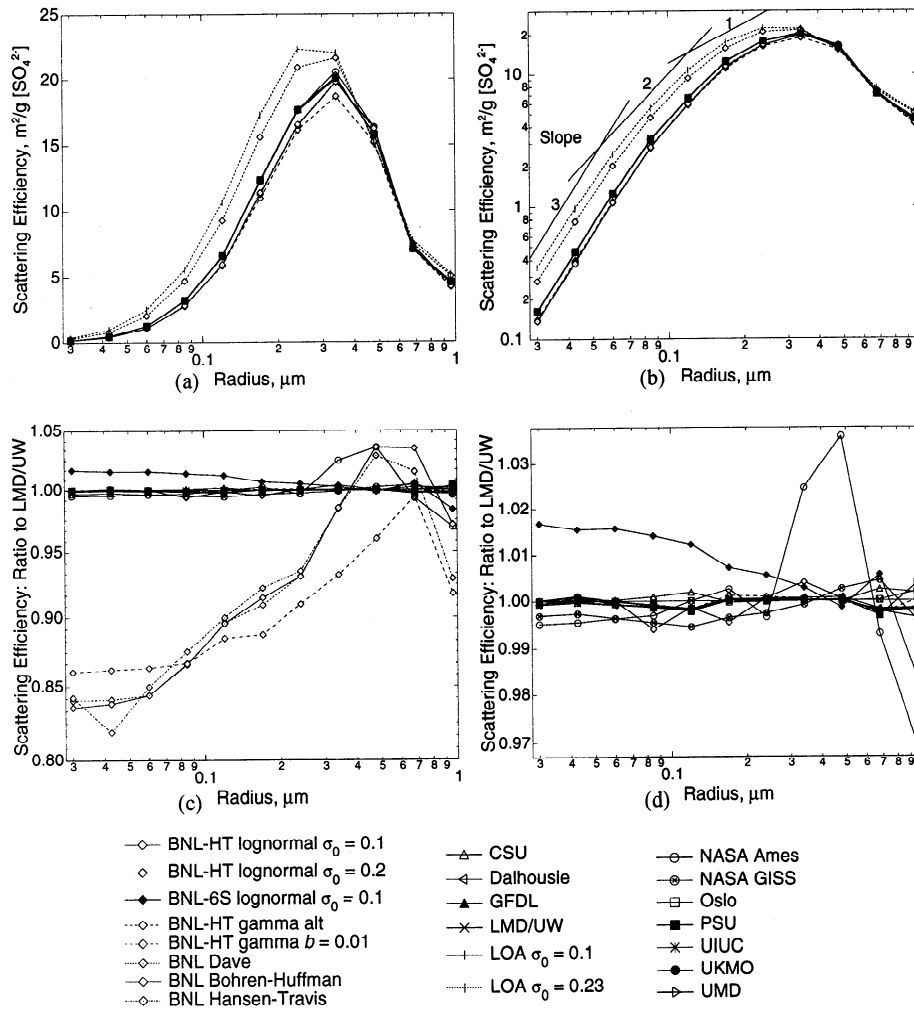 Scattering Efficiency, m²/g [SO₄²⁻]
25
20
15
10
5
0
3 4 5 6 7 8 9 0.1 2 3 4 5 6 7 8 9 1
(a) Radius, μm
Scattering Efficiency, m²/g [SO₄²⁻]
2
10
8
6
4
2
1
8
6
4
2
0.1
1
2
Slope
3
3 4 5 6 7 8 9 0.1 2 3 4 5 6 7 8 9
(b) Radius, μm
Scattering Efficiency: Ratio to LMD/UW
1.05
1.00
0.95
0.90
0.85
0.80
3 4 5 6 7 8 9 0.1 2 3 4 5 6 7 8 9 1
(c) Radius, μm
Scattering Efficiency: Ratio to LMD/UW
1.03
1.02
1.01
1.00
0.99
0.98
0.97
3 4 5 6 7 8 9 0.1 2 3 4 5 6 7 8 9
(d) Radius, μm
BNL-HT lognormal σ₀ = 0.1
BNL-HT lognormal σ₀ = 0.2
BNL-6S lognormal σ₀ = 0.1
BNL-HT gamma alt
BNL-HT gamma b = 0.01
BNL Dave
BNL Bohren-Huffman
BNL Hansen-Travis
CSU
Dalhousie
GFDL
LMD/UW
LOA σ₀ = 0.1
LOA σ₀ = 0.23
NASA Ames
NASA GISS
Oslo
PSU
UIUC
UKMO
UMD